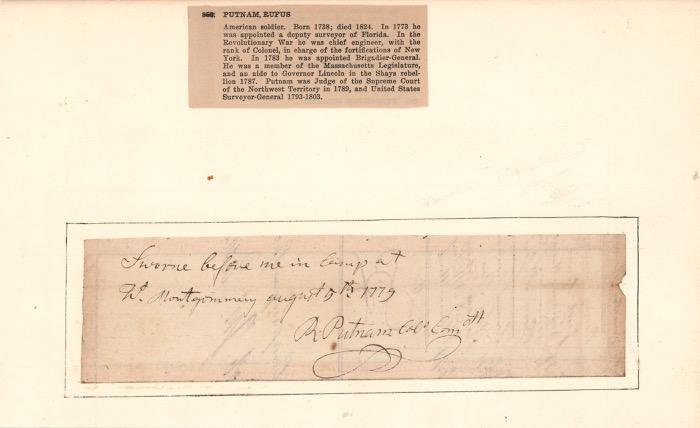 PUTNAM, RUFUS
American soldier. Born 1738; died 1824. In 1773 he
was appointed a deputy surveyor of Florida. In the
Revolutionary War he was chief engineer, with the
rank of Colonel, in charge of the fortifications of New
York. In 1783 he was appointed Brigadier-General.
He was a member of the Massachusetts Legislature,
and an aide to Governor Lincoln in the Shays rebel-
lion 1787. Putnam was Judge of the Supreme Court
of the Northwest Territory in 1789, and United States
Surveyor-General 1793-1803.
Sworne before me in Camp at
Mt. Montgommery august 5th 1779
R Putnam Colo Comdtt